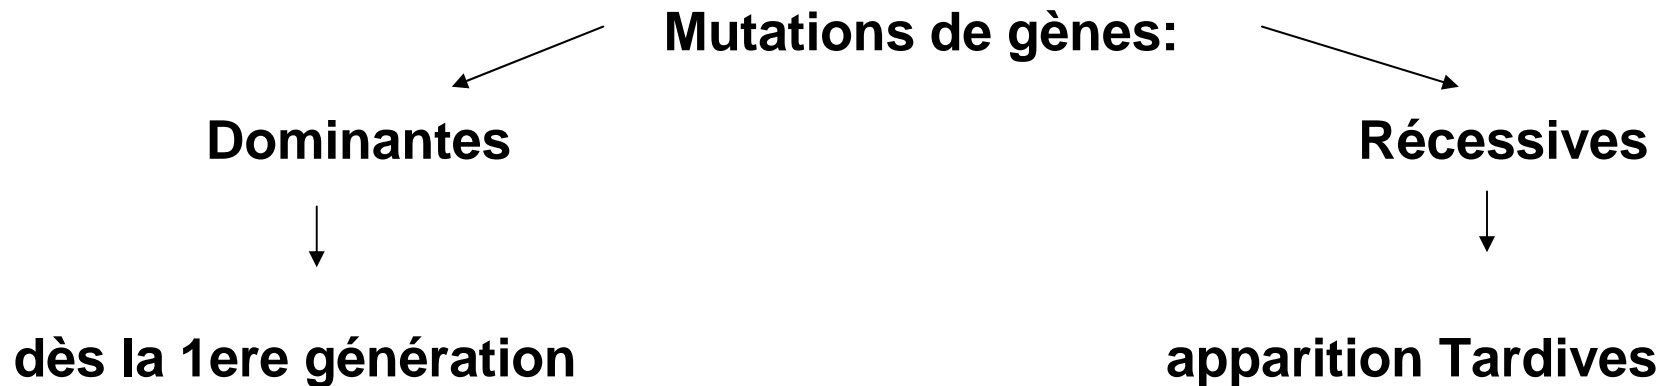 Mutations de gènes:
Dominantes Récessives
dès la 1ere génération apparition Tardives